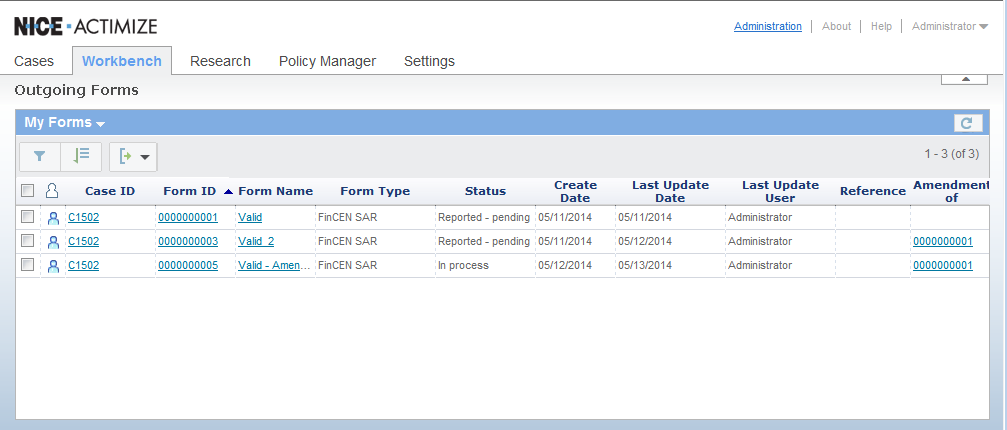 NICE·ACTIMIZE
Administration About Help Administrator
Cases Workbench Research Policy Manager Settings
Outgoing Forms
My Forms
1 - 3 (of 3)
Case ID Form ID Form Name Form Type Status Create Date Last Update Date Last Update User Reference Amendment of
C1502 0000000001 Valid FinCEN SAR Reported - pending 05/11/2014 05/11/2014 Administrator
C1502 0000000003 Valid_2 FinCEN SAR Reported - pending 05/11/2014 05/12/2014 Administrator 0000000001
C1502 0000000005 Valid - Amen... FinCEN SAR In process 05/12/2014 05/13/2014 Administrator 0000000001